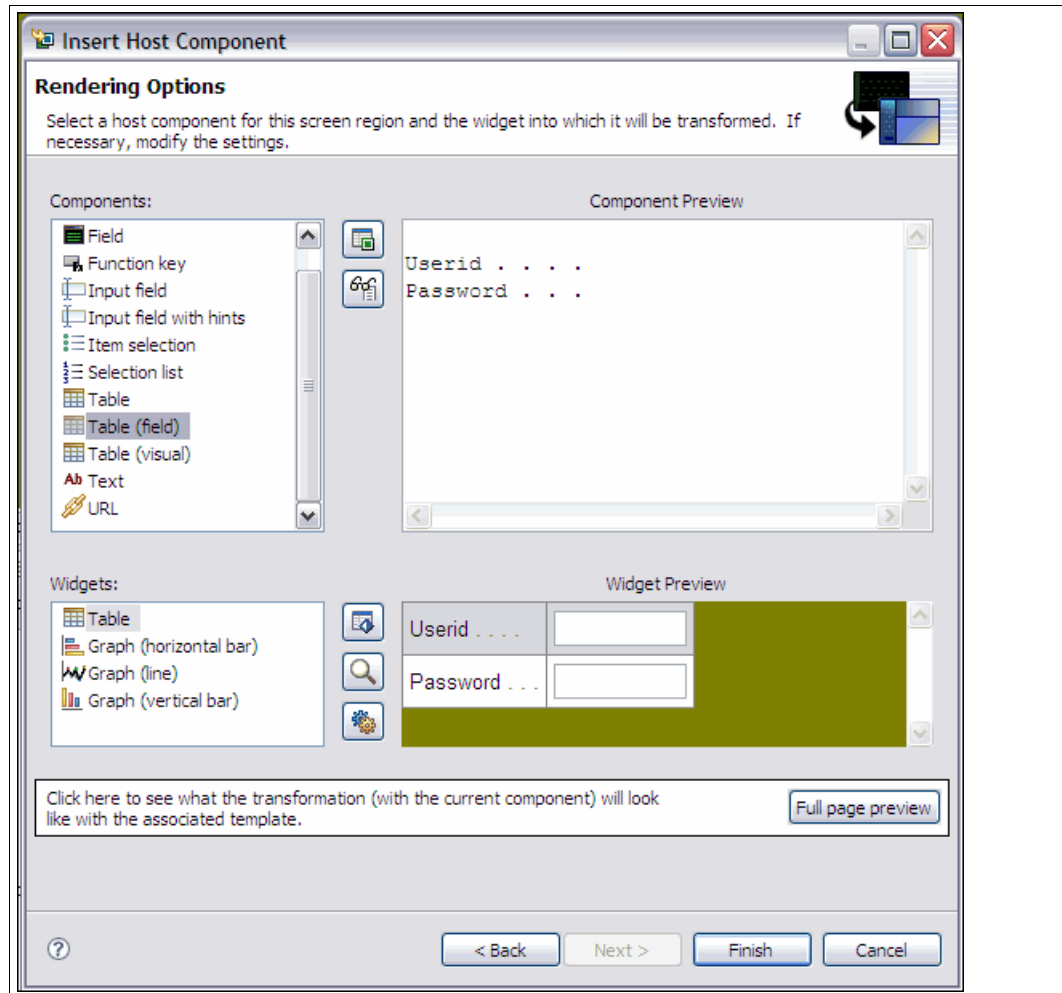 Insert Host Component
Rendering Options
Select a host component for this screen region and the widget into which it will be transformed. If
necessary, modify the settings.
Components:
Component Preview
Field
Function key
Input field
Input field with hints
Item selection
Selection list
Table
Table (field)
Table (visual)
Ab Text
URL
Userid . . . .
Password . . .
Widgets:
Widget Preview
Table
Graph (horizontal bar)
Graph (line)
Graph (vertical bar)
Userid . . . .
Password . . .
Click here to see what the transformation (with the current component) will look
like with the associated template.
Full page preview
? < Back Next > Finish Cancel